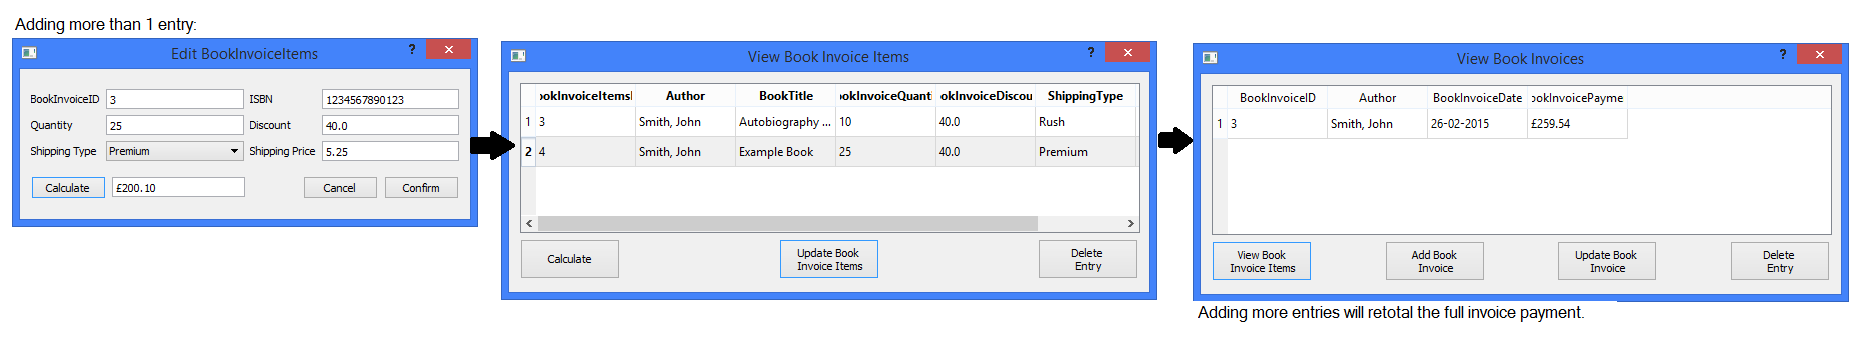 Adding more than 1 entry:
Edit BookInvoiceItems ?
BookInvoiceID 3 ISBN 1234567890123
Quantity 25 Discount 40.0
Shipping Type Premium Shipping Price 5.25
Calculate £200.10 Cancel Confirm
View Book Invoice Items ?
ookInvoiceItemsI Author BookTitle ookInvoiceQuanti ookInvoiceDiscou ShippingType
1 3 Smith, John Autobiography ... 10 40.0 Rush
2 4 Smith, John Example Book 25 40.0 Premium
Calculate Update Book Invoice Items Delete Entry
View Book Invoices ?
BookInvoiceID Author BookInvoiceDate ookInvoicePayme
1 3 Smith, John 26-02-2015 £259.54
View Book Invoice Items Add Book Invoice Update Book Invoice Delete Entry
Adding more entries will retotal the full invoice payment.